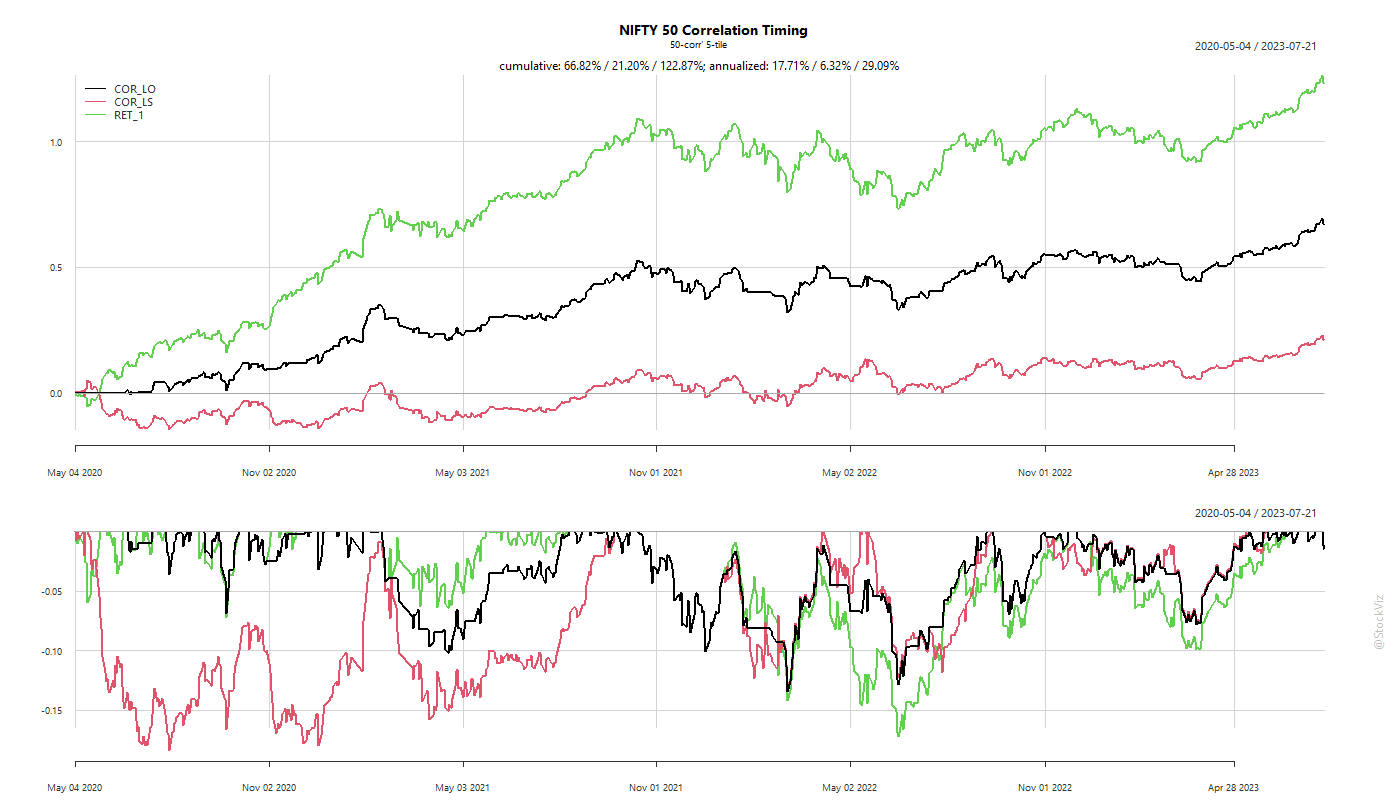 NIFTY 50 Correlation Timing
50-corr' 5-tile
2020-05-04 / 2023-07-21
cumulative: 66.82% / 21.20% / 122.87%; annualized: 17.71% / 6.32% / 29.09%
COR_LO
COR_LS
RET_1
1.0
0.5
0.0
May 04 2020 Nov 02 2020 May 03 2021 Nov 01 2021 May 02 2022 Nov 01 2022 Apr 28 2023
2020-05-04 / 2023-07-21
-0.05
-0.10
-0.15
May 04 2020 Nov 02 2020 May 03 2021 Nov 01 2021 May 02 2022 Nov 01 2022 Apr 28 2023
@StockViz